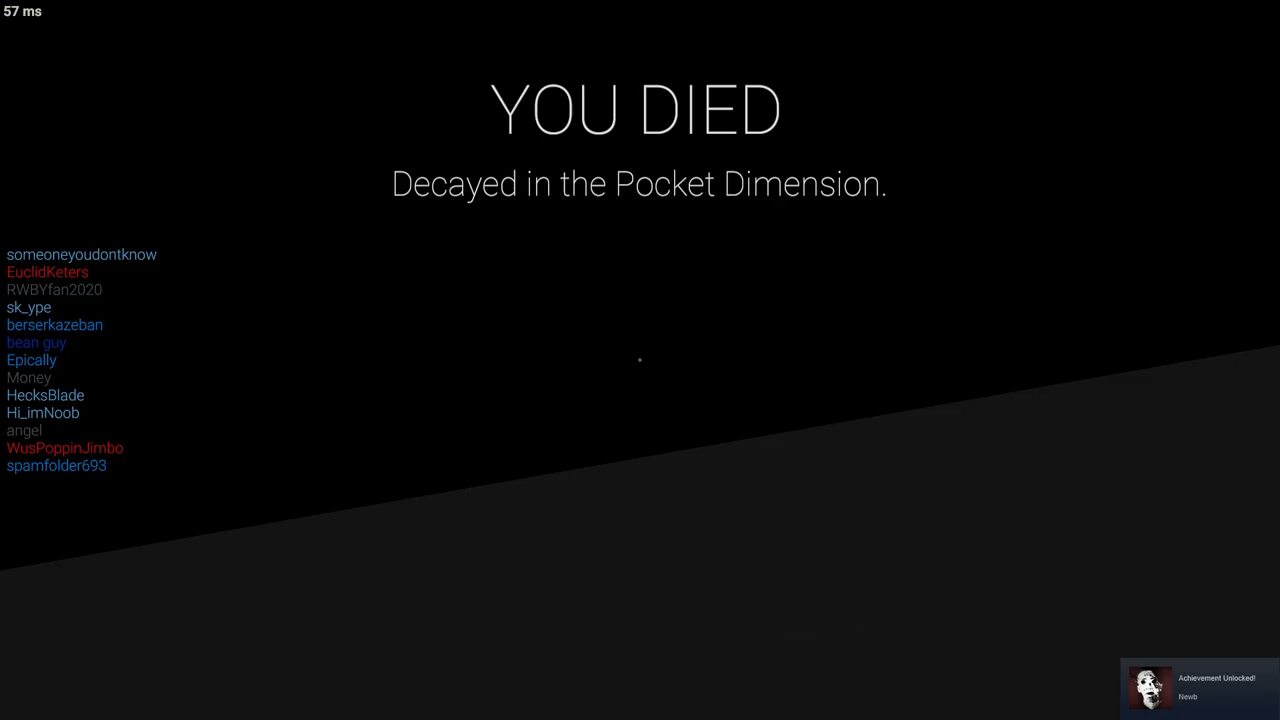 57 ms
YOU DIED
Decayed in the Pocket Dimension.
someoneyoudontknow
EuclidKeters
RWBYfan2020
sk_ype
berserkazeban
bean guy
Epically
Money
HecksBlade
Hi_imNoob
angel
WusPoppinJimbo
spamfolder693
Achievement Unlocked!
Newb